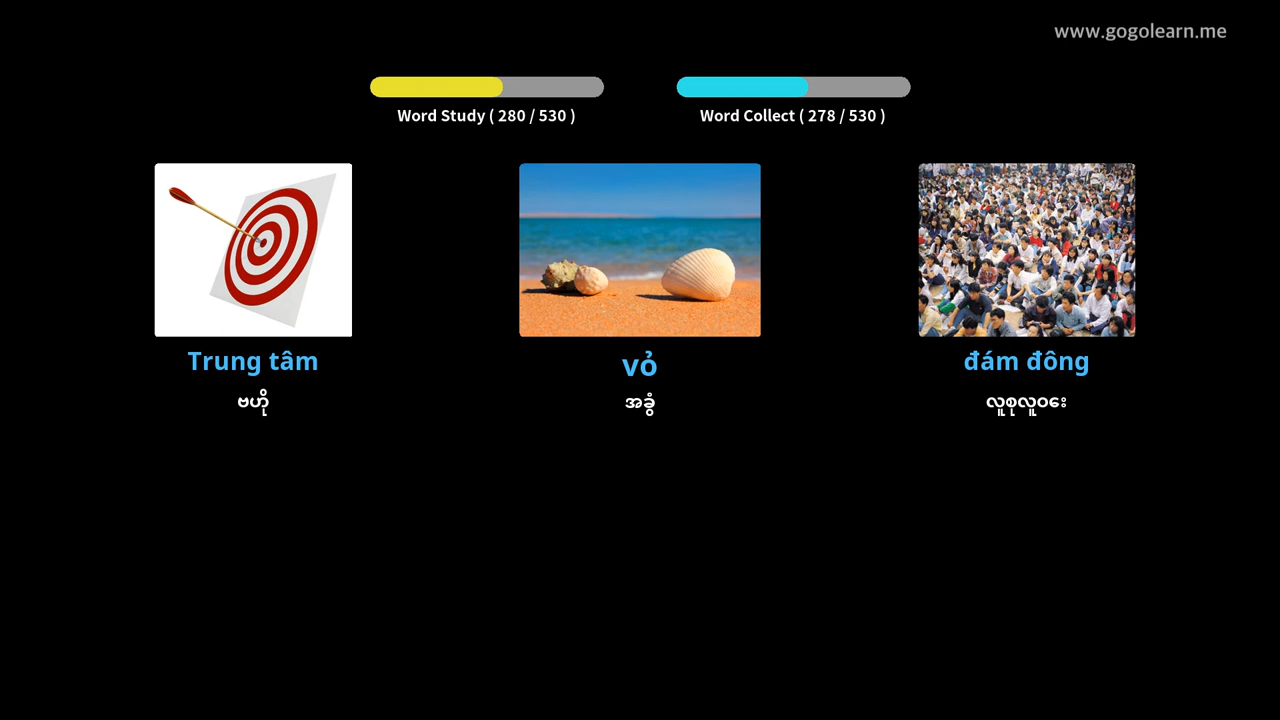 www.gogolearn.me
Word Study ( 280 / 530 )
Word Collect ( 278 / 530 )
Trung tâm
vỏ
đám đông
ဗဟို
အခွံ
လူစုလူဝေး